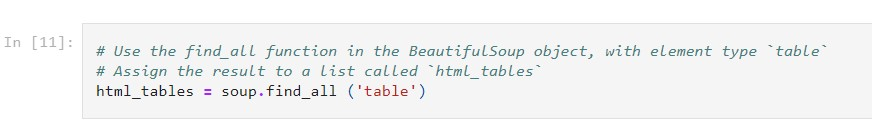 In [11]:
# Use the find_all function in the BeautifulSoup object, with element type `table`
# Assign the result to a list called `html_tables`
html_tables = soup.find_all ('table')